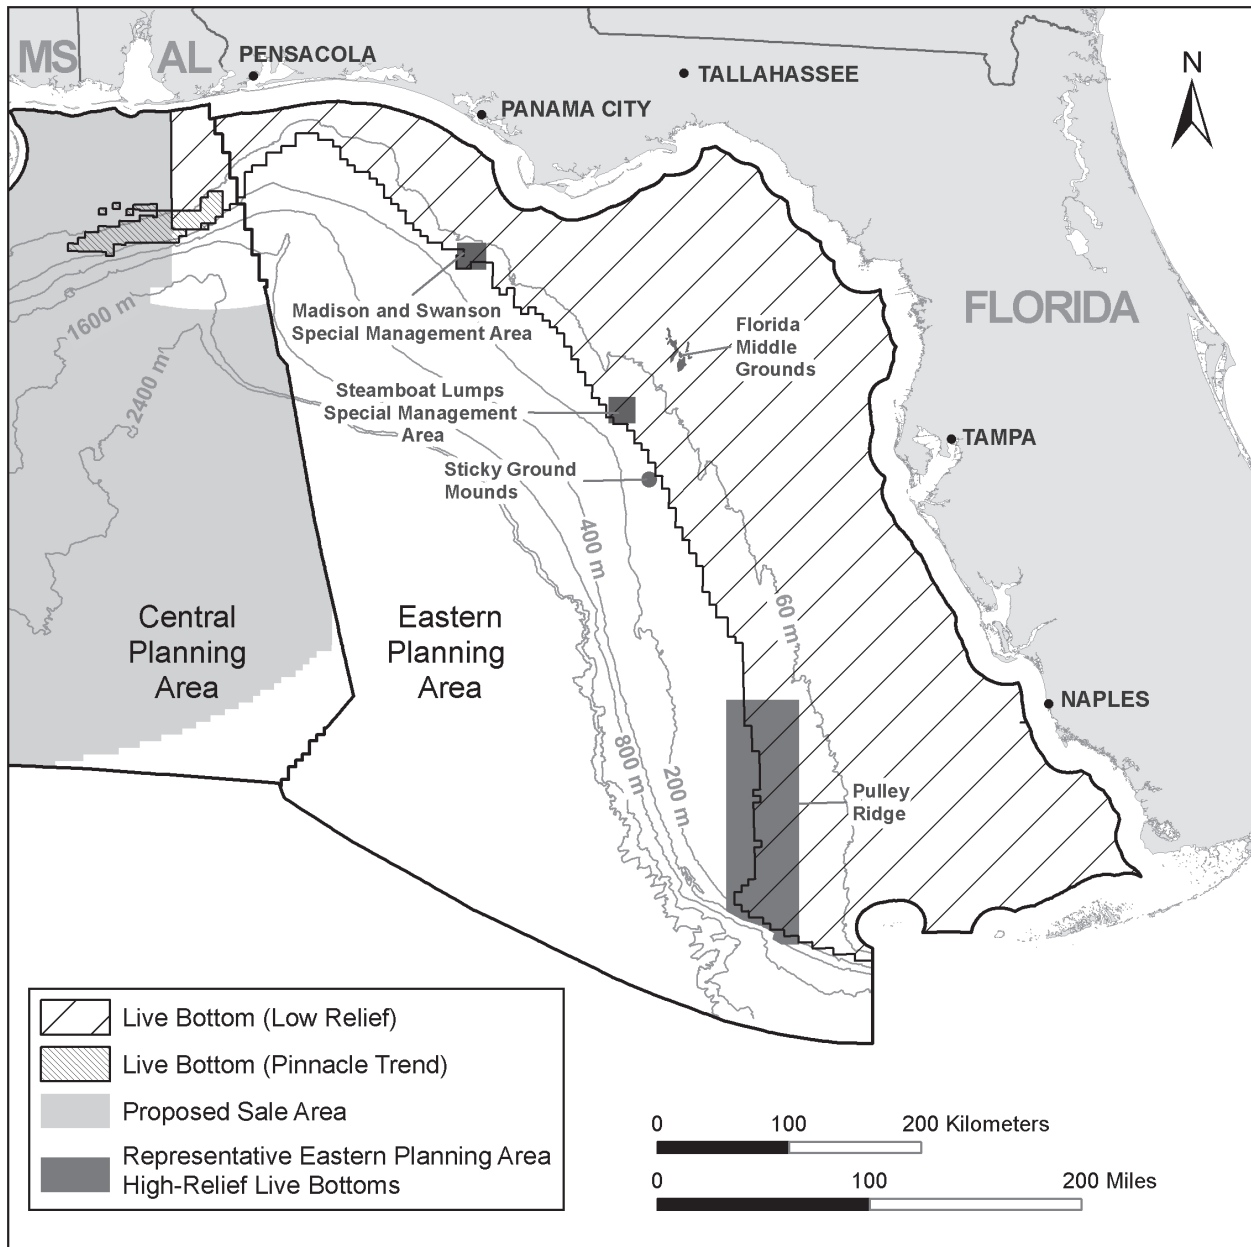 MS
AL
PENSACOLA
TALLAHASSEE
PANAMA CITY
N
FLORIDA
1600 m
2400 m
Madison and Swanson
Special Management Area
Florida
Middle
Grounds
Steamboat Lumps
Special Management
Area
TAMPA
Sticky Ground
Mounds
400 m
60 m
Central
Planning
Area
Eastern
Planning
Area
NAPLES
800 m
200 m
Pulley
Ridge
Live Bottom (Low Relief)
Live Bottom (Pinnacle Trend)
Proposed Sale Area
Representative Eastern Planning Area
High-Relief Live Bottoms
0 100 200 Kilometers
0 100 200 Miles